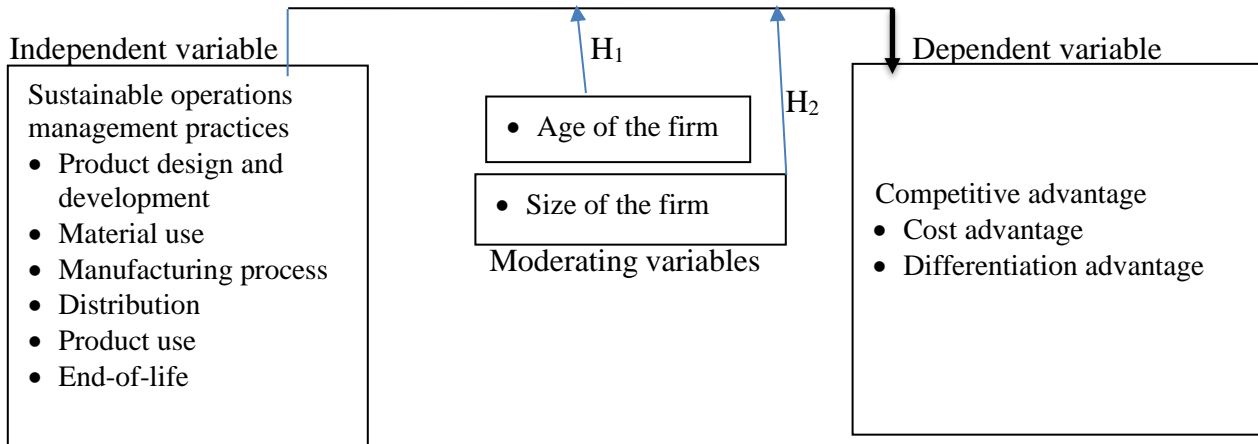 Independent variable
Sustainable operations
management practices
• Product design and
development
• Material use
• Manufacturing process
• Distribution
• Product use
• End-of-life
H₁
H₂
• Age of the firm
• Size of the firm
Moderating variables
Dependent variable
Competitive advantage
• Cost advantage
• Differentiation advantage